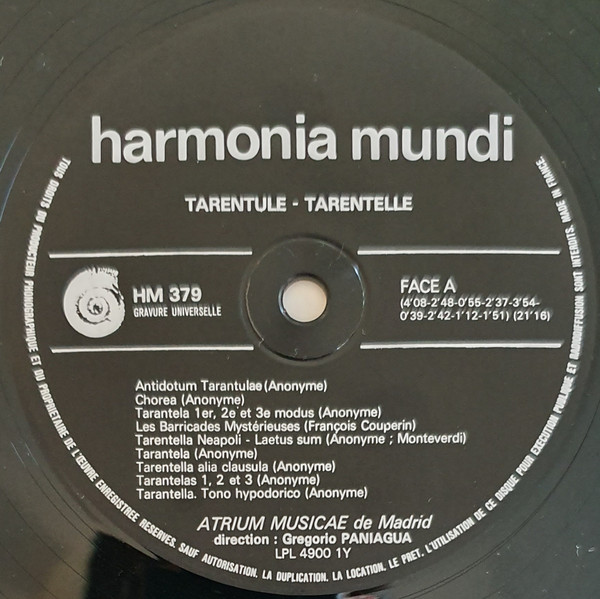 harmonia mundi
TARENTULE - TARENTELLE
HM 379
GRAVURE UNIVERSELLE
FACE A
(4'08-2'48-0'55-2'37-3'54-
0'39-2'42-1'12-1'51) (21'16)
Antidotum Tarantulae (Anonyme)
Chorea (Anonyme)
Tarantela 1er, 2e et 3e modus (Anonyme)
Les Barricades Mystérieuses (François Couperin)
Tarentella Neapoli - Laetus sum (Anonyme ; Monteverdi)
Tarantela (Anonyme)
Tarentella alia clausula (Anonyme)
Tarantelas 1, 2 et 3 (Anonyme)
Tarantella. Tono hypodorico (Anonyme)
ATRIUM MUSICAE de Madrid
direction : Gregorio PANIAGUA
LPL 4900 1Y
TOUS DROITS DU PRODUCTEUR PHONOGRAPHIQUE ET DU PROPRIETAIRE DE L'ŒUVRE ENREGISTREE RESERVES. SAUF AUTORISATION, LA DUPLICATION, LA LOCATION, LE PRET, L'UTILISATION DE CE DISQUE POUR EXECUTION PUBLIQUE ET RADIODIFFUSION SONT INTERDITS. MADE IN FRANCE.